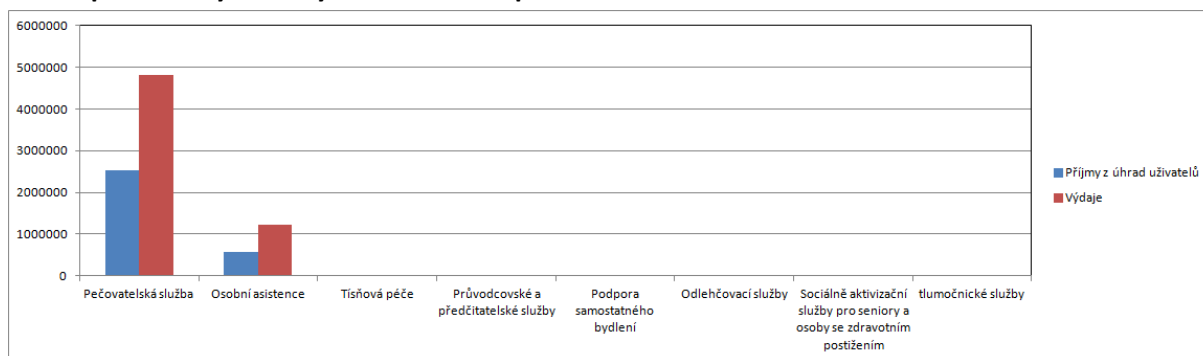 6000000
5000000
4000000
3000000
2000000
1000000
0
Pečovatelská služba
Osobní asistence
Tísňová péče
Průvodcovské a
předčitatelské služby
Podpora
samostatného
bydlení
Odlehčovací služby
Sociálně aktivizační
služby pro seniory a
osoby se zdravotním
postižením
tlumočnické služby
Příjmy z úhrad uživatelů
Výdaje